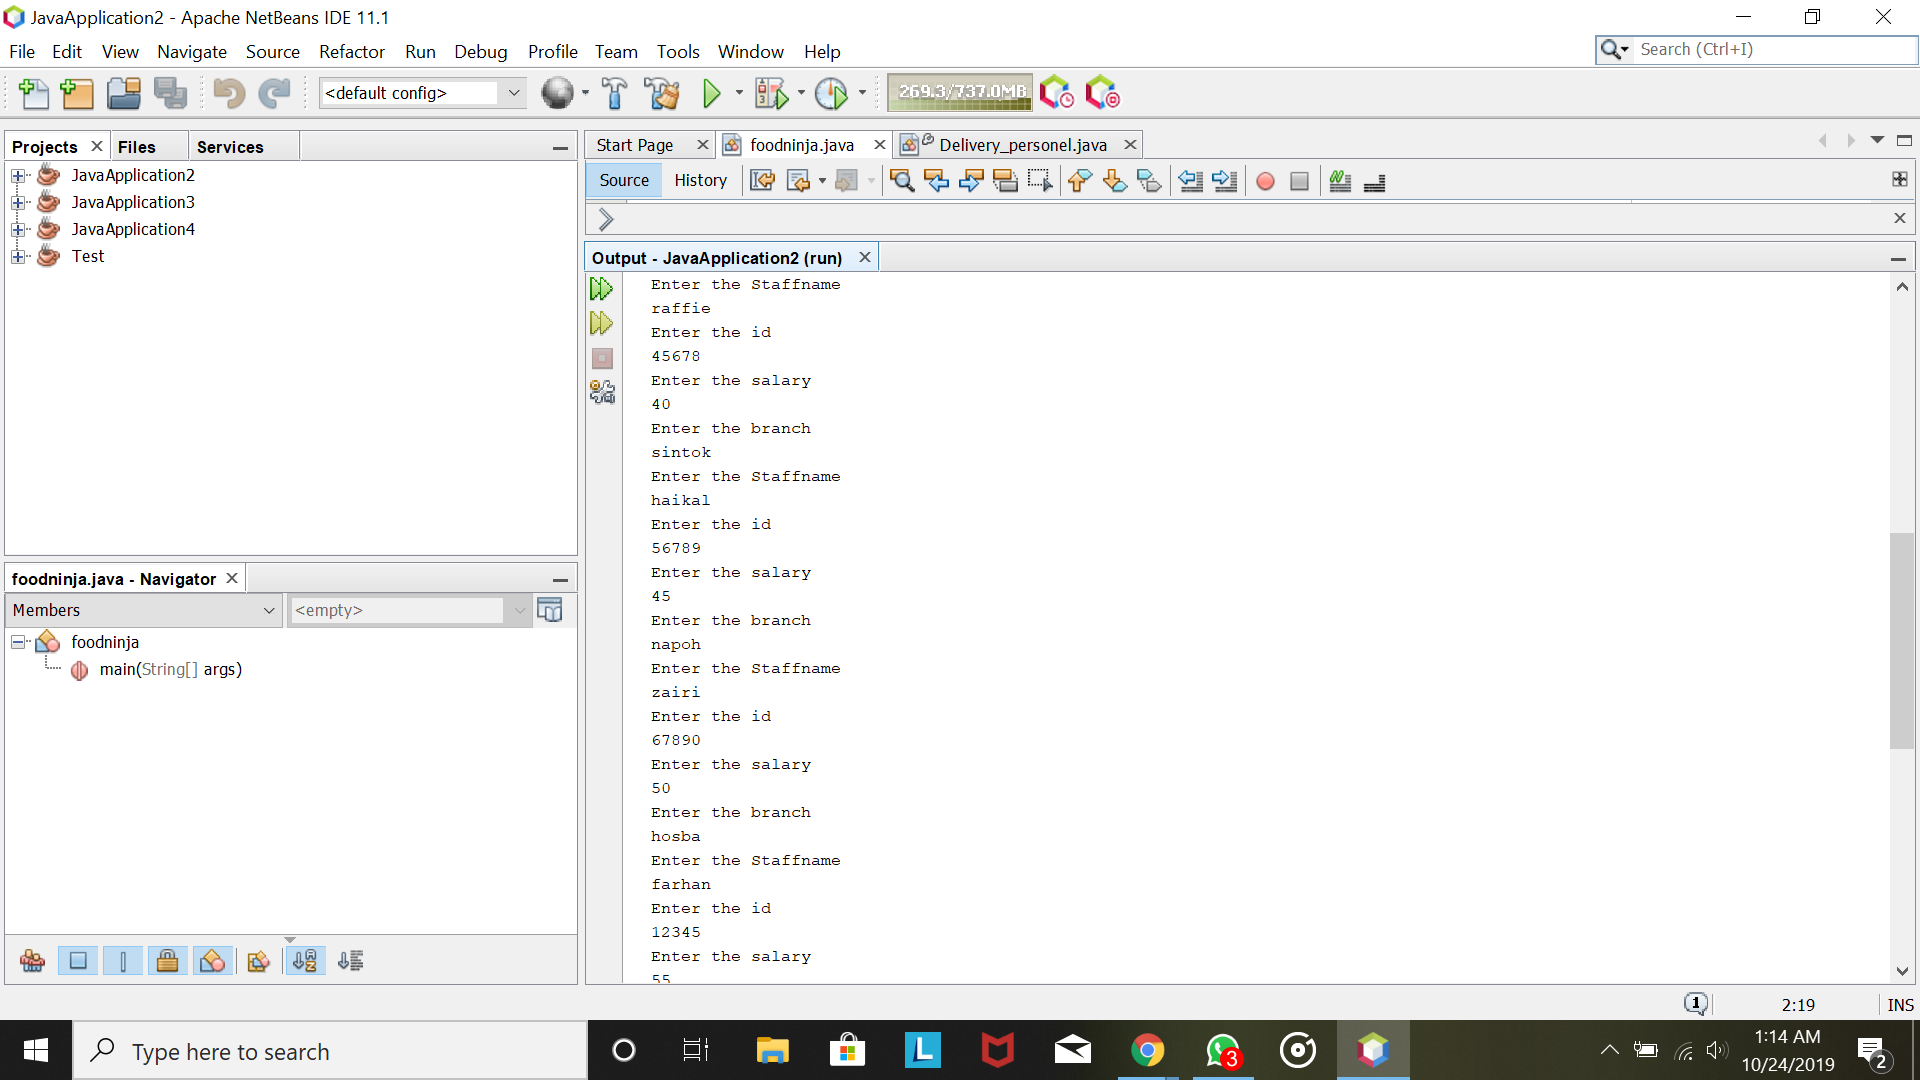 JavaApplication2 - Apache NetBeans IDE 11.1
File Edit View Navigate Source Refactor Run Debug Profile Team Tools Window Help
Search (Ctrl+I)
<default config>
269.3/737.0MB
Projects Files Services
JavaApplication2
JavaApplication3
JavaApplication4
Test
foodninja.java - Navigator
Members
<empty>
foodninja
main(String[] args)
Start Page foodninja.java Delivery_personel.java
Source History
Output - JavaApplication2 (run)
Enter the Staffname
raffie
Enter the id
45678
Enter the salary
40
Enter the branch
sintok
Enter the Staffname
haikal
Enter the id
56789
Enter the salary
45
Enter the branch
napoh
Enter the Staffname
zairi
Enter the id
67890
Enter the salary
50
Enter the branch
hosba
Enter the Staffname
farhan
Enter the id
12345
Enter the salary
55
1
2:19
INS
Type here to search
L
3
1:14 AM
10/24/2019
2